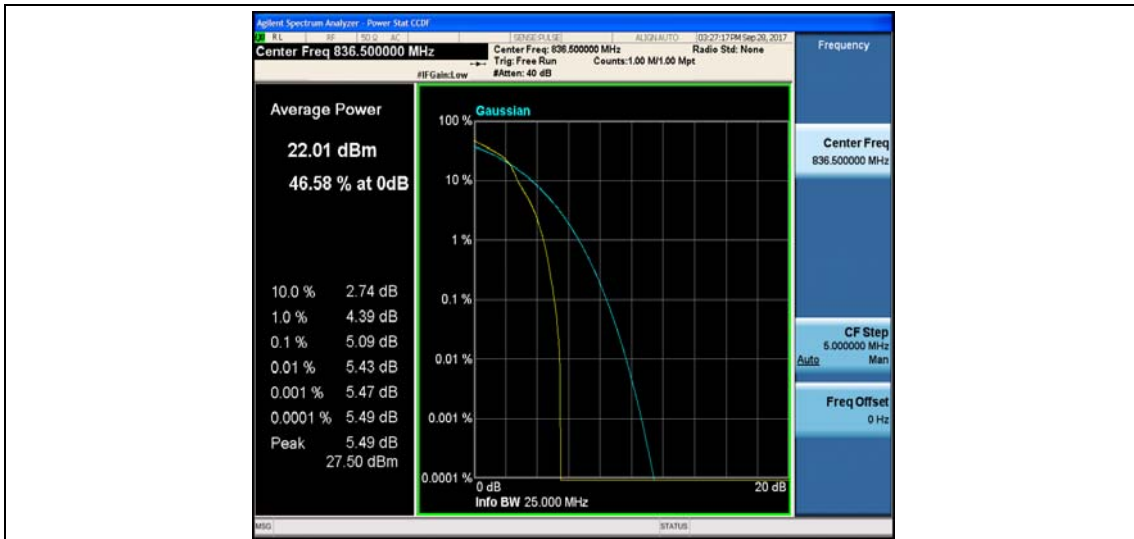 Agilent Spectrum Analyzer - Power Stat CCDF
RL RF 50 Ω AC SENSE:PULSE ALIGN AUTO 03:27:17 PM Sep 28, 2017
Center Freq 836.500000 MHz
Center Freq: 836.500000 MHz Radio Std: None
Trig: Free Run Counts:1.00 M/1.00 Mpt
#IFGain:Low #Atten: 40 dB
Frequency
Average Power
22.01 dBm
46.58 % at 0dB
10.0 % 2.74 dB
1.0 % 4.39 dB
0.1 % 5.09 dB
0.01 % 5.43 dB
0.001 % 5.47 dB
0.0001 % 5.49 dB
Peak 5.49 dB
27.50 dBm
Gaussian
100 %
10 %
1 %
0.1 %
0.01 %
0.001 %
0.0001 %
0 dB 20 dB
Info BW 25.000 MHz
Center Freq
836.500000 MHz
CF Step
5.000000 MHz
Auto Man
Freq Offset
0 Hz
MSG STATUS